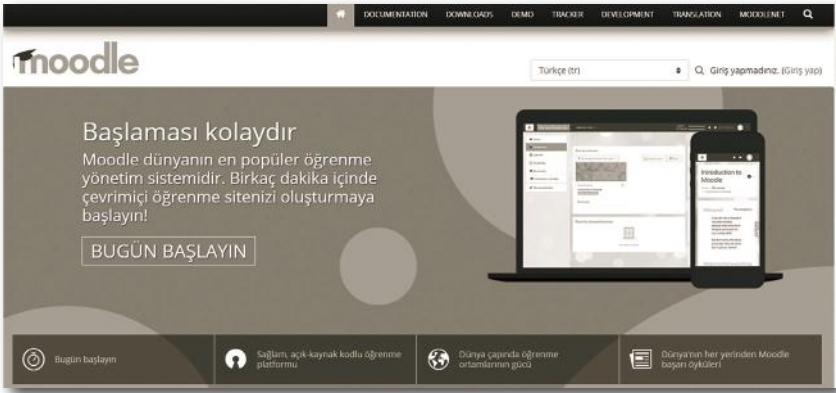 DOCUMENTATION DOWNLOADS DEMO TRACKER DEVELOPMENT TRANSLATION MOODLENET
moodle
Türkçe (tr)
Giriş yapmadınız. (Giriş yap)
Başlaması kolaydır
Moodle dünyanın en popüler öğrenme
yönetim sistemidir. Birkaç dakika içinde
çevrimiçi öğrenme sitenizi oluşturmaya
başlayın!
BUGÜN BAŞLAYIN
Introduction to
Moodle
Bugün başlayın
Sağlam, açık-kaynak kodlu öğrenme
platformu
Dünya çapında öğrenme
ortamlarının gücü
Dünya'nın her yerinden Moodle
başarı öyküleri